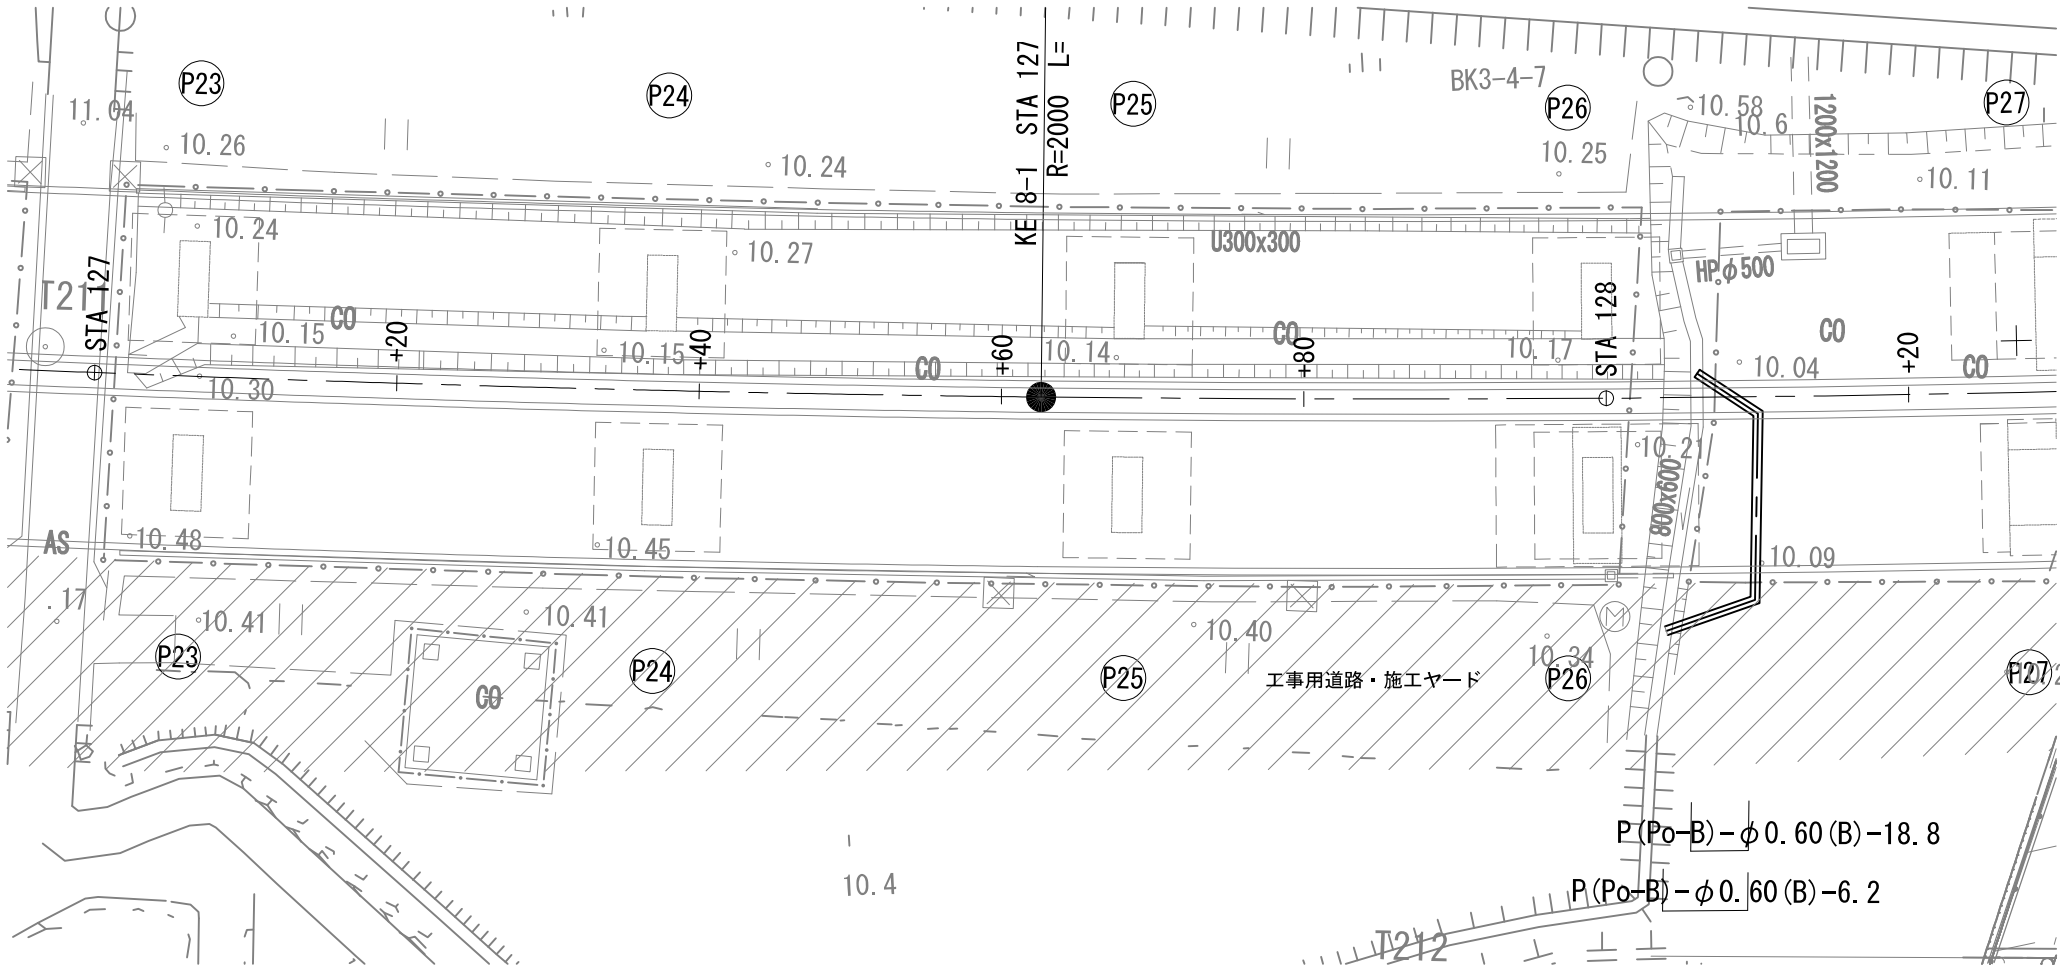 KE 8-1 STA 127
R=2000 L=
P23
P24
P25
BK3-4-7
P26
P27
11.04
10.58
10.6
1200x1200
10.26
10.24
10.25
10.11
10.24
10.27
U300x300
HPφ500
T211
STA 127
CO
+20
10.15
10.15
+40
+60
CO
10.14
+80
CO
10.17
STA 128
CO
10.04
+20
CO
10.30
10.21
800x600
AS
10.48
10.45
10.09
.17
10.41
10.41
10.40
10.34
P23
P24
P25
工事用道路・施工ヤード
P26
P27
CO
10.4
P(Po-B)-φ0.60(B)-18.8
P(Po-B)-φ0.60(B)-6.2
T212